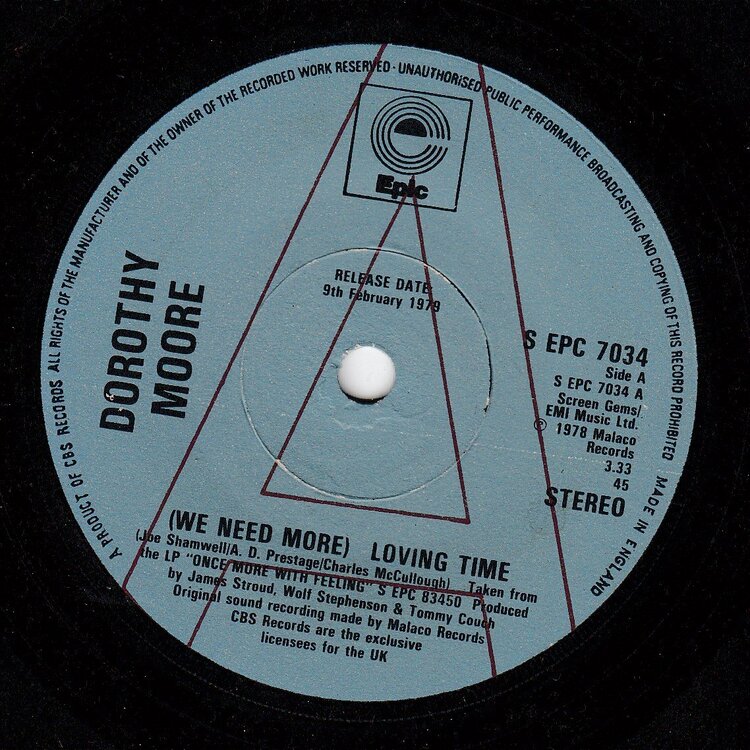 A PRODUCT OF CBS RECORDS ALL RIGHTS OF THE MANUFACTURER AND OF THE OWNER OF THE RECORDED WORK RESERVED · UNAUTHORISED PUBLIC PERFORMANCE BROADCASTING AND COPYING OF THIS RECORD PROHIBITED MADE IN ENGLAND
Epic
RELEASE DATE:
9th February 1979
DOROTHY
MOORE
S EPC 7034
Side A
S EPC 7034 A
Screen Gems/
EMI Music Ltd.
℗ 1978 Malaco
Records
3.33
45
STEREO
(WE NEED MORE) LOVING TIME
(Joe Shamwell/A. D. Prestage/Charles McCullough) Taken from
the LP "ONCE MORE WITH FEELING" S EPC 83450 Produced
by James Stroud, Wolf Stephenson & Tommy Couch
Original sound recording made by Malaco Records
CBS Records are the exclusive
licensees for the UK